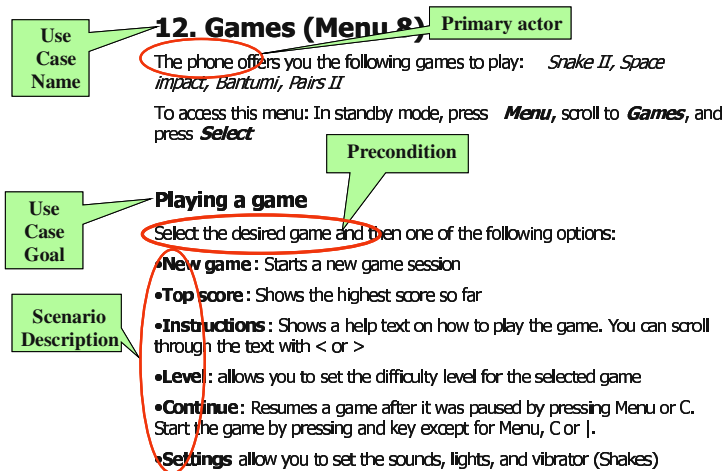 12. Games (Menu 8)
Primary actor
Use
Case
Name
The phone offers you the following games to play: Snake II, Space
impact, Bantumi, Pairs II
To access this menu: In standby mode, press Menu, scroll to Games, and
press Select
Precondition
Use
Case
Goal
Playing a game
Select the desired game and then one of the following options:
•New game: Starts a new game session
•Top score: Shows the highest score so far
Scenario
Description
•Instructions: Shows a help text on how to play the game. You can scroll
through the text with < or >
•Level: allows you to set the difficulty level for the selected game
•Continue: Resumes a game after it was paused by pressing Menu or C.
Start the game by pressing and key except for Menu, C or |.
•Settings allow you to set the sounds, lights, and vibrator (Shakes)